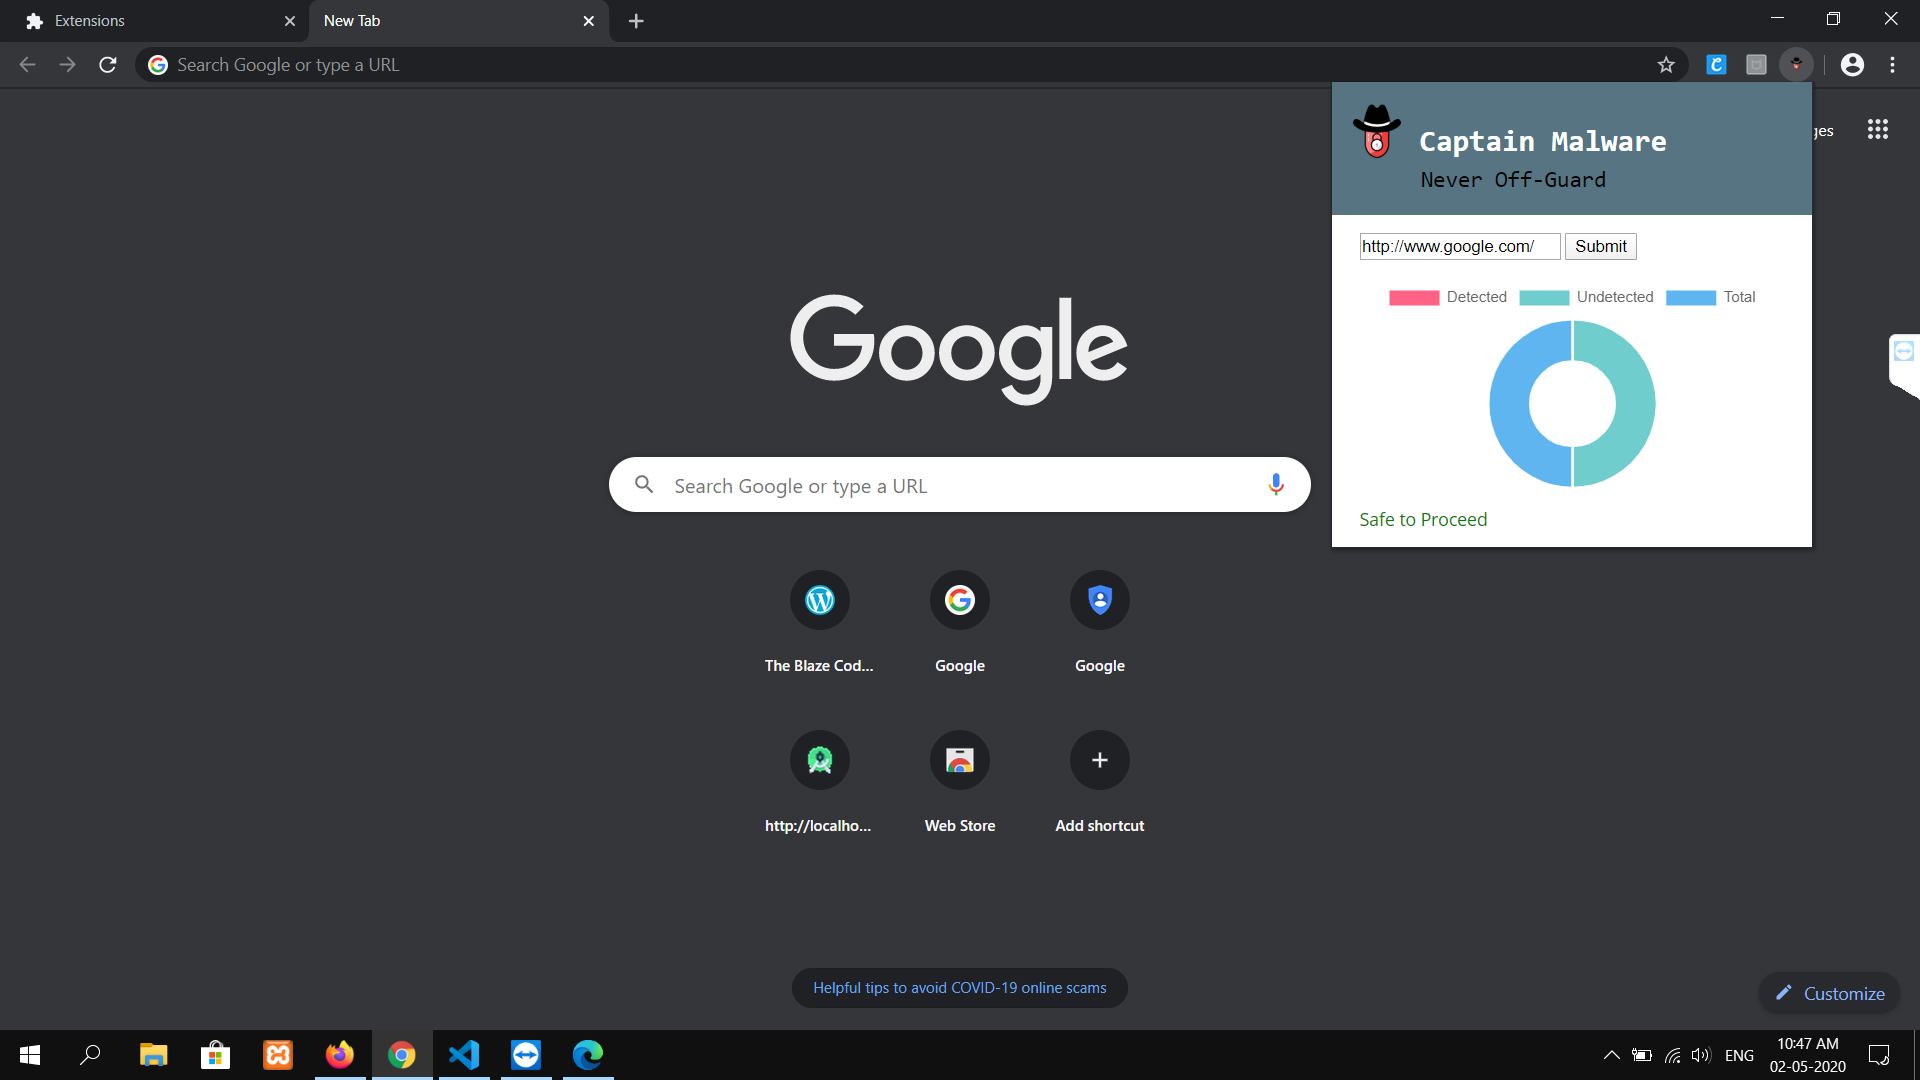 Extensions
New Tab
Search Google or type a URL
Captain Malware
Never Off-Guard
ges
http://www.google.com/ Submit
Detected Undetected Total
Safe to Proceed
Google
Search Google or type a URL
The Blaze Cod... Google Google
http://localho... Web Store Add shortcut
Helpful tips to avoid COVID-19 online scams
Customize
ENG
10:47 AM
02-05-2020